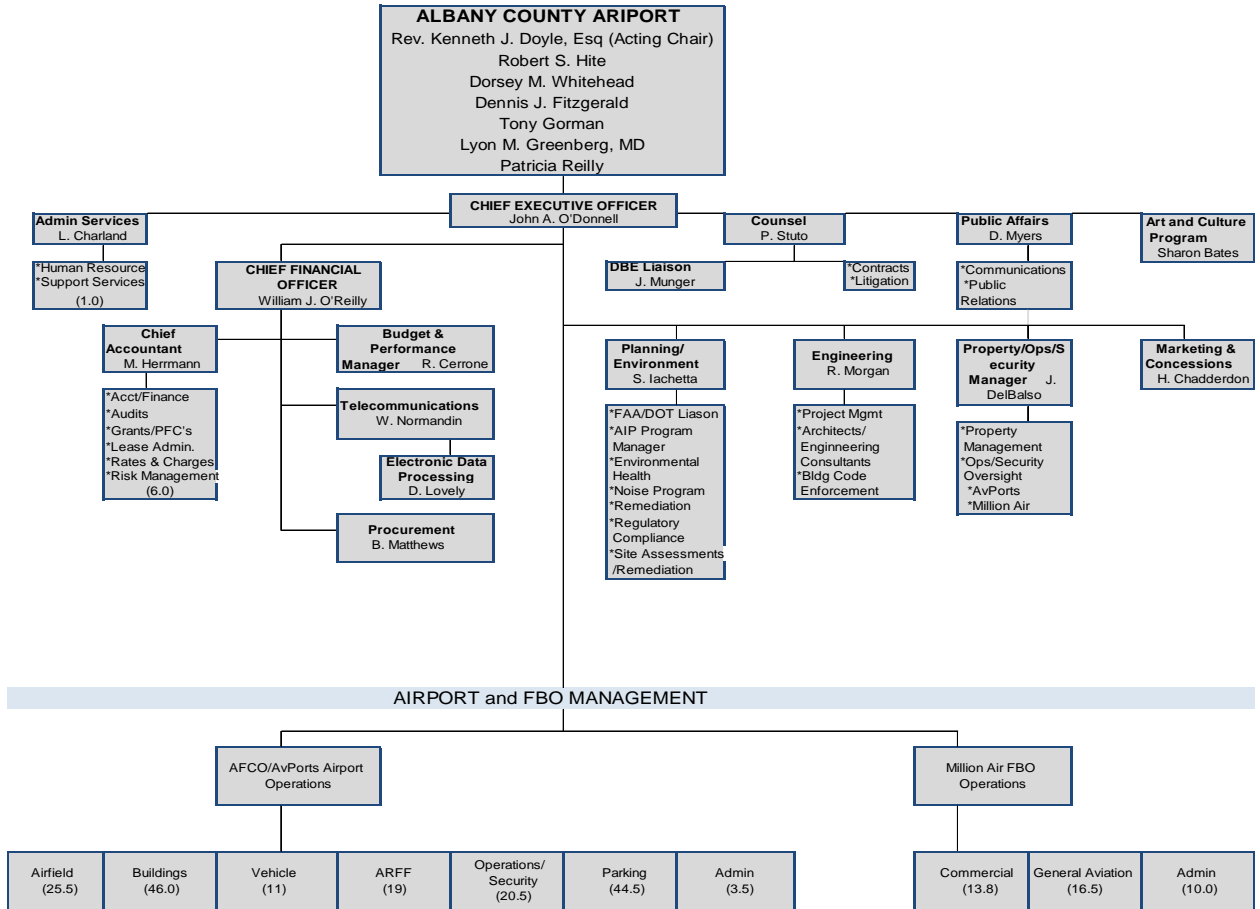 ALBANY COUNTY ARIPORT
Rev. Kenneth J. Doyle, Esq (Acting Chair)
Robert S. Hite
Dorsey M. Whitehead
Dennis J. Fitzgerald
Tony Gorman
Lyon M. Greenberg, MD
Patricia Reilly
CHIEF EXECUTIVE OFFICER
John A. O'Donnell
Admin Services
L. Charland
*Human Resource
*Support Services
(1.0)
Counsel
P. Stuto
DBE Liaison
J. Munger
*Contracts
*Litigation
Public Affairs
D. Myers
*Communications
*Public
Relations
Art and Culture
Program
Sharon Bates
CHIEF FINANCIAL
OFFICER
William J. O'Reilly
Chief
Accountant
M. Herrmann
*Acct/Finance
*Audits
*Grants/PFC's
*Lease Admin.
*Rates & Charges
*Risk Management
(6.0)
Budget &
Performance
Manager R. Cerrone
Telecommunications
W. Normandin
Electronic Data
Processing
D. Lovely
Procurement
B. Matthews
Planning/
Environment
S. Iachetta
*FAA/DOT Liason
*AIP Program
Manager
*Environmental
Health
*Noise Program
*Remediation
*Regulatory
Compliance
*Site Assessments
/Remediation
Engineering
R. Morgan
*Project Mgmt
*Architects/
Engineering
Consultants
*Bldg Code
Enforcement
Property/Ops/S
ecurity
Manager J.
DelBalso
*Property
Management
*Ops/Security
Oversight
*AvPorts
*Million Air
Marketing &
Concessions
H. Chadderdon
AIRPORT and FBO MANAGEMENT
AFCO/AvPorts Airport
Operations
Million Air FBO
Operations
Airfield
(25.5)
Buildings
(46.0)
Vehicle
(11)
ARFF
(19)
Operations/
Security
(20.5)
Parking
(44.5)
Admin
(3.5)
Commercial
(13.8)
General Aviation
(16.5)
Admin
(10.0)